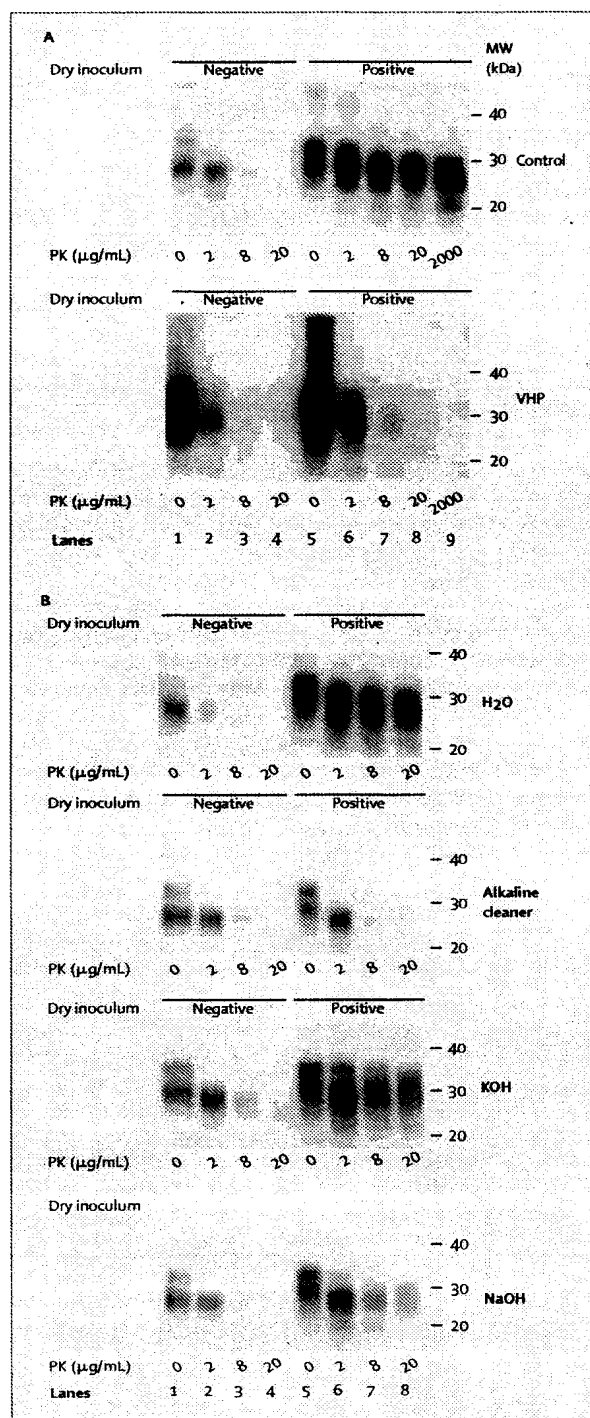 A
MW
Dry inoculum Negative Positive (kDa)
40
30 Control
20
PK (µg/mL) 0 2 8 20 0 2 8 20 2000
Dry inoculum Negative Positive
40
VHP
30
20
PK (µg/mL) 0 2 8 20 0 2 8 20 2000
Lanes 1 2 3 4 5 6 7 8 9
B
Dry inoculum Negative Positive
40
30 H2O
20
PK (µg/mL) 0 2 8 20 0 2 8 20
Dry inoculum Negative Positive
40
Alkaline
30 cleaner
20
PK (µg/mL) 0 2 8 20 0 2 8 20
Dry inoculum Negative Positive
40
30 KOH
20
PK (µg/mL) 0 2 8 20 0 2 8 20
Dry inoculum
40
30 NaOH
20
PK (µg/mL) 0 2 8 20 0 2 8 20
Lanes 1 2 3 4 5 6 7 8